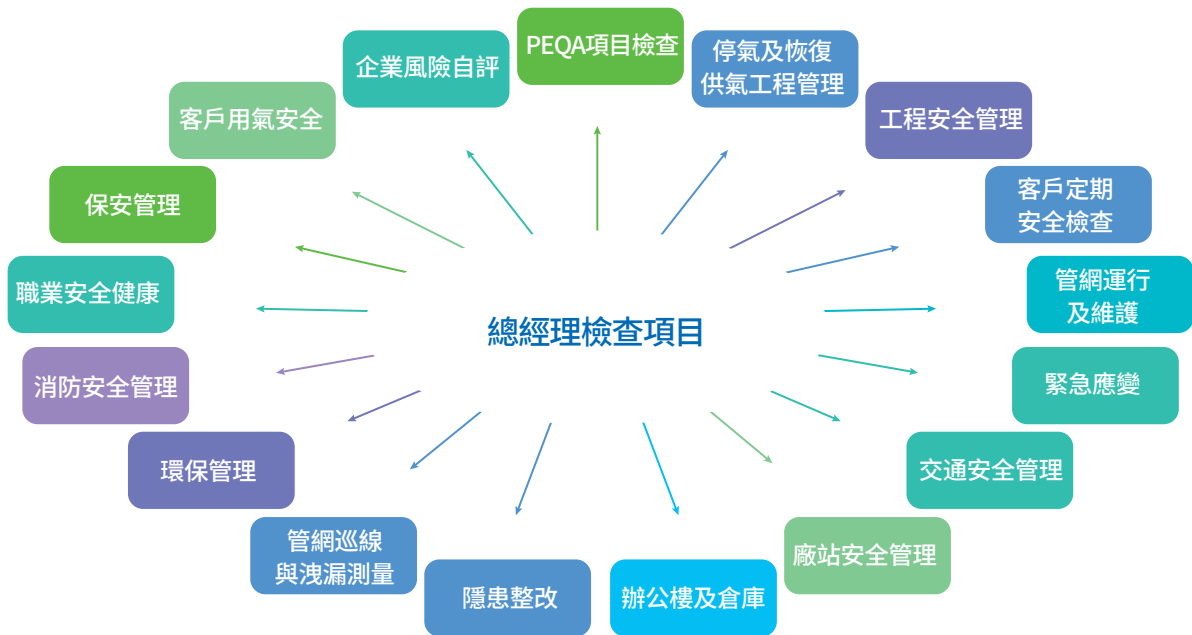 PEQA項目檢查
停氣及恢復
供氣工程管理
工程安全管理
客戶定期
安全檢查
管網運行
及維護
緊急應變
交通安全管理
廠站安全管理
辦公樓及倉庫
隱患整改
管網巡線
與洩漏測量
環保管理
消防安全管理
職業安全健康
保安管理
客戶用氣安全
企業風險自評
總經理檢查項目